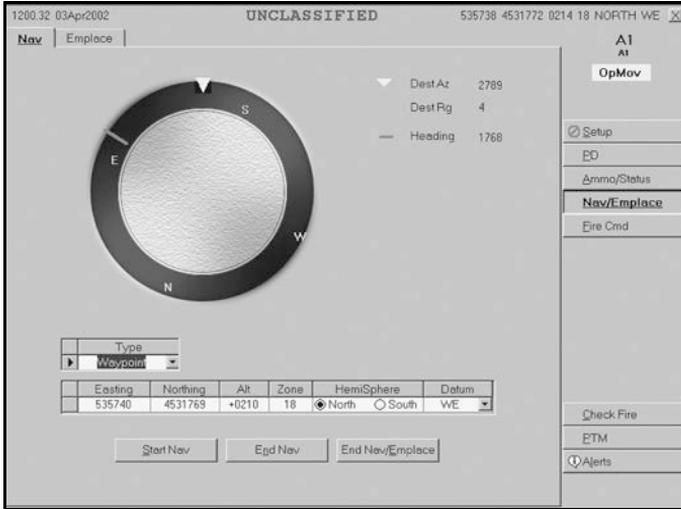 1200.32 03Apr2002 UNCLASSIFIED 535738 4531772 0214 18 NORTH WE X
Nav Emplace
A1
A1
OpMov
Dest Az 2789
Dest Rg 4
Heading 1768
S
E
W
N
Setup
PD
Ammo/Status
Nav/Emplace
Fire Cmd
Type
Waypoint
Easting Northing Alt Zone HemiSphere Datum
535740 4531769 +0210 18 North South WE
Start Nav End Nav End Nav/Emplace
Check Fire
PTM
Alerts